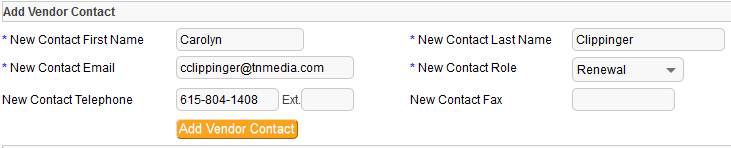 Add Vendor Contact
* New Contact First Name Carolyn * New Contact Last Name Clippinger
* New Contact Email cclippinger@tnmedia.com * New Contact Role Renewal
New Contact Telephone 615-804-1408 Ext. New Contact Fax
Add Vendor Contact